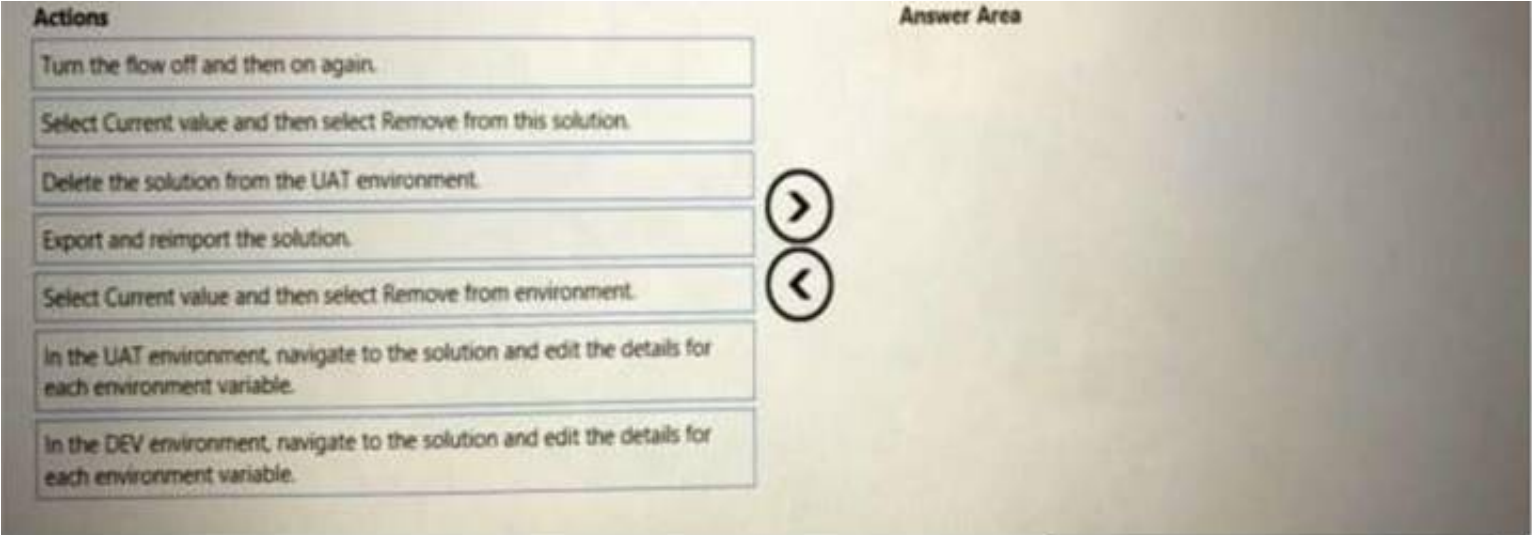 Actions
Answer Area
Turn the flow off and then on again.
Select Current value and then select Remove from this solution.
Delete the solution from the UAT environment.
Export and reimport the solution.
Select Current value and then select Remove from environment.
In the UAT environment, navigate to the solution and edit the details for
each environment variable.
In the DEV environment, navigate to the solution and edit the details for
each environment variable.